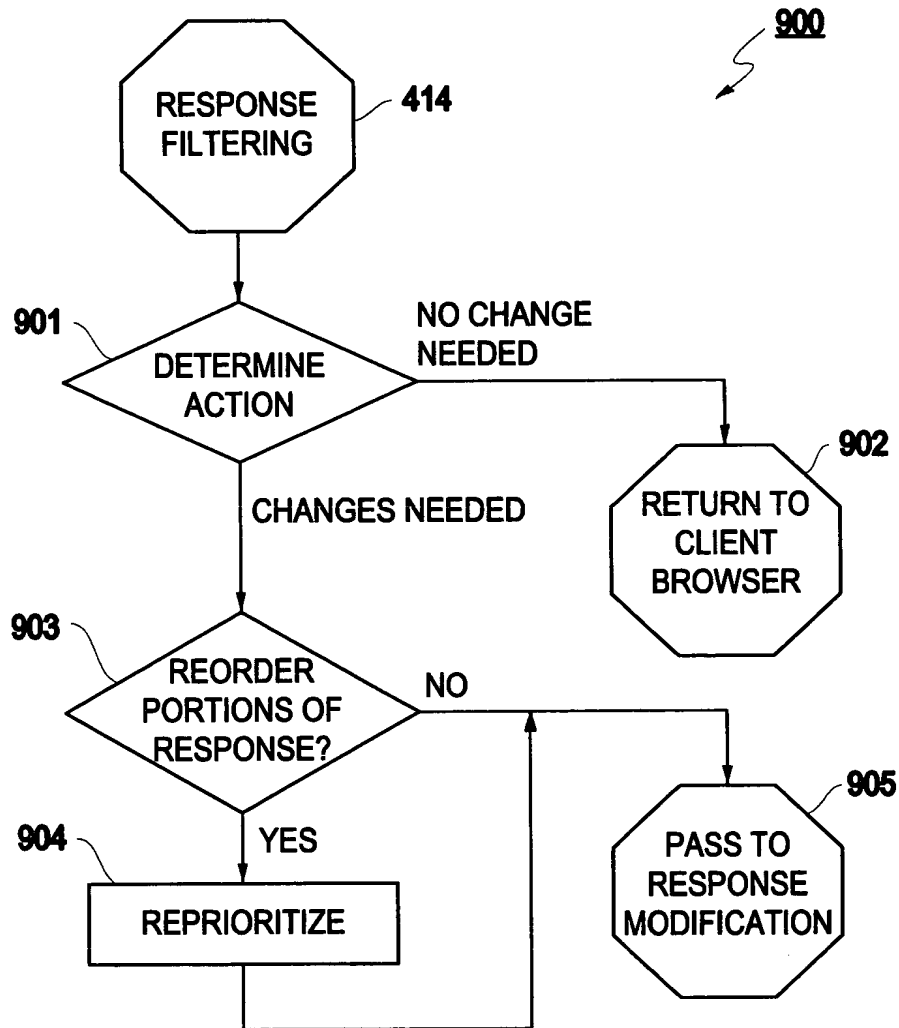 900
RESPONSE
FILTERING
414
901
DETERMINE
ACTION
NO CHANGE
NEEDED
902
RETURN TO
CLIENT
BROWSER
CHANGES NEEDED
903
REORDER
PORTIONS OF
RESPONSE?
NO
905
PASS TO
RESPONSE
MODIFICATION
YES
904
REPRIORITIZE